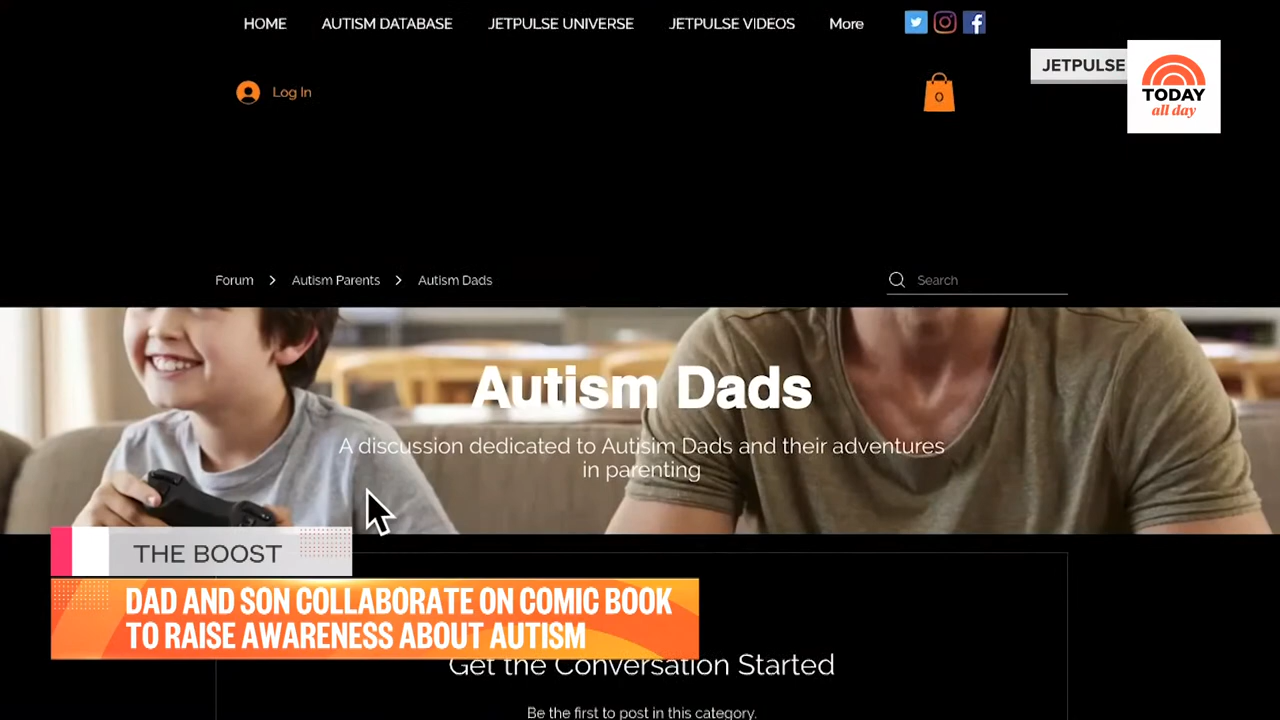 HOME AUTISM DATABASE JETPULSE UNIVERSE JETPULSE VIDEOS More
JETPULSE
TODAY
all day
Log In
0
Forum Autism Parents Autism Dads
Search
Autism Dads
A discussion dedicated to Autisim Dads and their adventures
in parenting
THE BOOST
DAD AND SON COLLABORATE ON COMIC BOOK
TO RAISE AWARENESS ABOUT AUTISM
Get the Conversation Started
Be the first to post in this category.